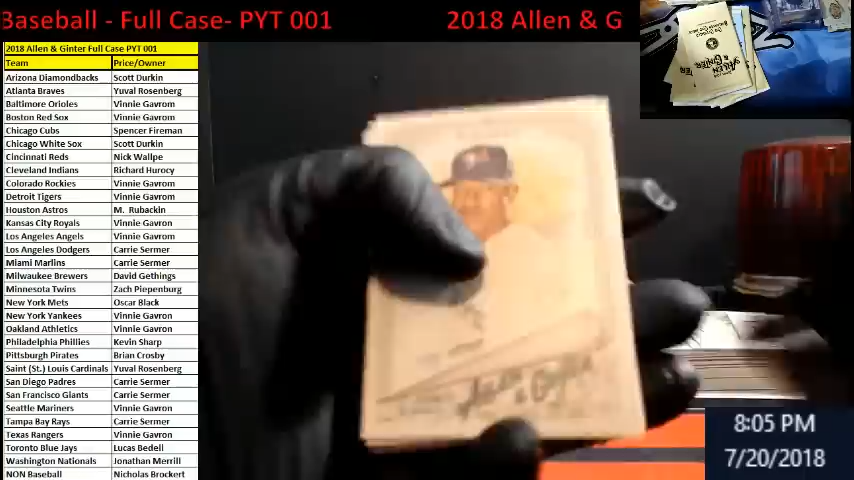 Baseball - Full Case- PYT 001 2018 Allen & G
2018 Allen & Ginter Full Case PYT 001
Team Price/Owner
Arizona Diamondbacks Scott Durkin
Atlanta Braves Yuval Rosenberg
Baltimore Orioles Vinnie Gavrom
Boston Red Sox Vinnie Gavrom
Chicago Cubs Spencer Fireman
Chicago White Sox Scott Durkin
Cincinnati Reds Nick Wallpe
Cleveland Indians Richard Hurocy
Colorado Rockies Vinnie Gavrom
Detroit Tigers Vinnie Gavrom
Houston Astros M. Rubackin
Kansas City Royals Vinnie Gavron
Los Angeles Angels Vinnie Gavrom
Los Angeles Dodgers Carrie Sermer
Miami Marlins Carrie Sermer
Milwaukee Brewers David Gethings
Minnesota Twins Zach Piepenburg
New York Mets Oscar Black
New York Yankees Vinnie Gavron
Oakland Athletics Vinnie Gavron
Philadelphia Phillies Kevin Sharp
Pittsburgh Pirates Brian Crosby
Saint (St.) Louis Cardinals Yuval Rosenberg
San Diego Padres Carrie Sermer
San Francisco Giants Carrie Sermer
Seattle Mariners Vinnie Gavrom
Tampa Bay Rays Carrie Sermer
Texas Rangers Vinnie Gavron
Toronto Blue Jays Lucas Bedell
Washington Nationals Jonathan Merrill
NON Baseball Nicholas Brockert
Allen & Ginter
Allen & Ginter
8:05 PM
7/20/2018